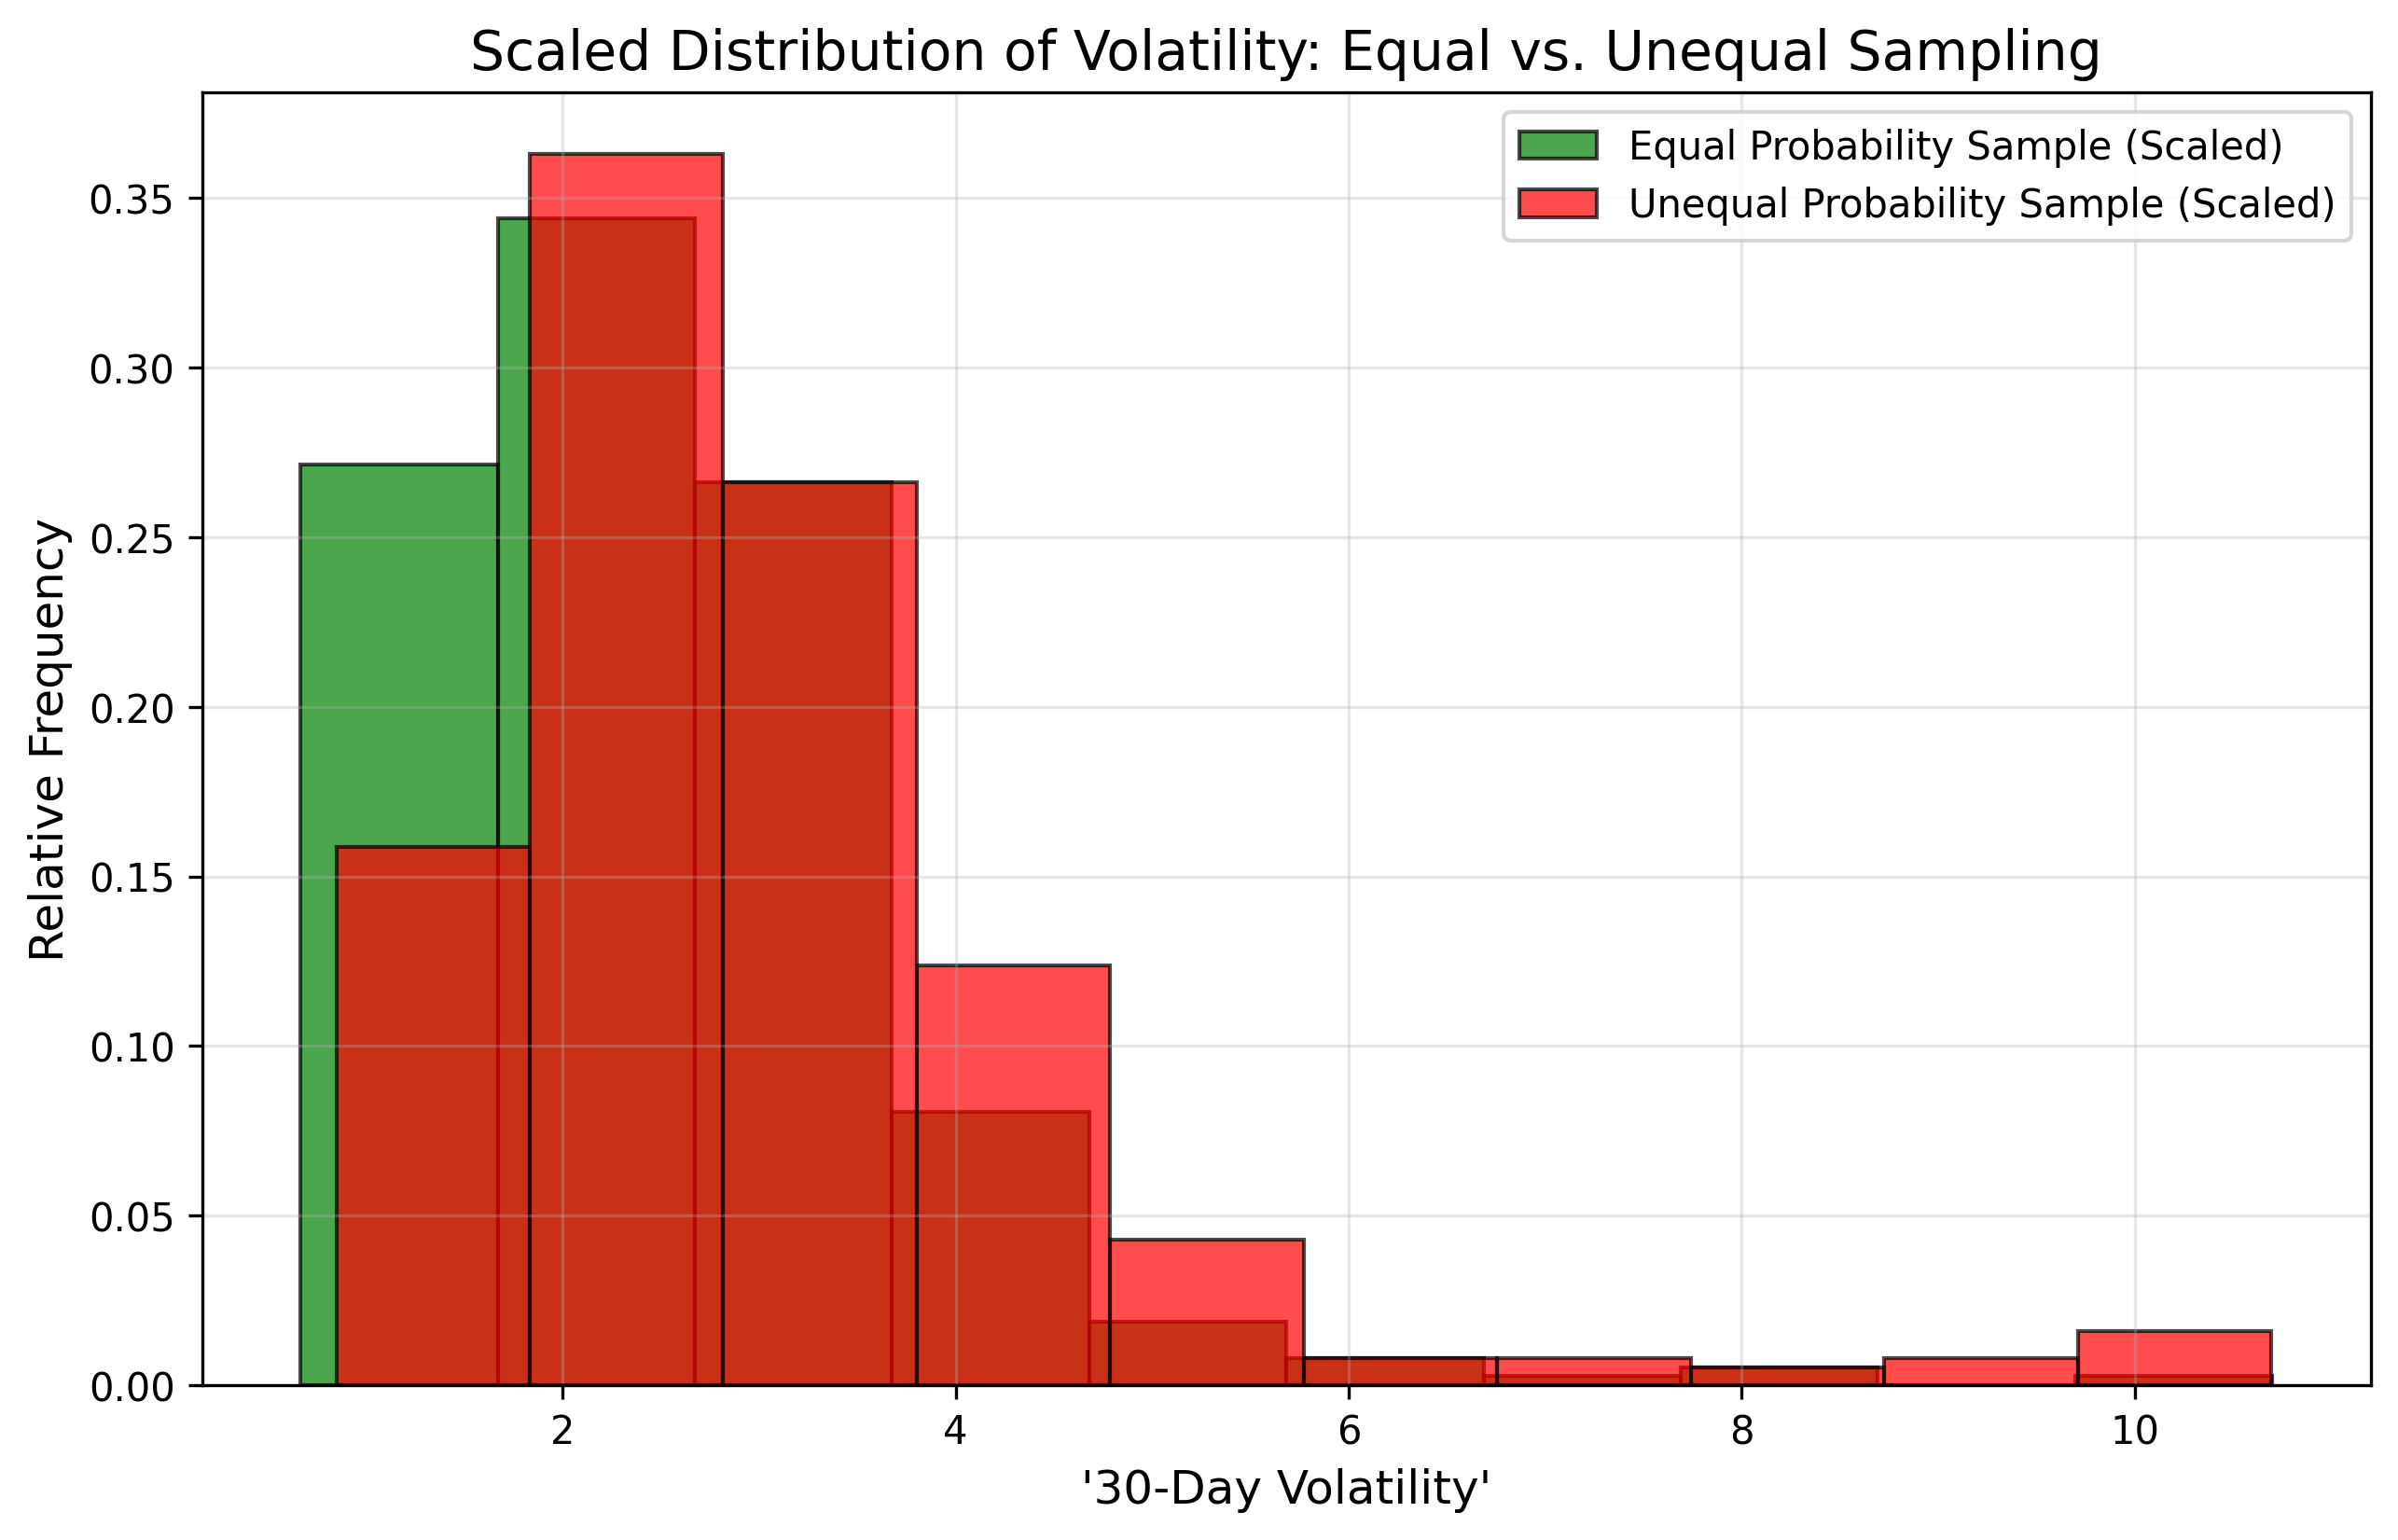 Scaled Distribution of Volatility: Equal vs. Unequal Sampling
Equal Probability Sample (Scaled)
Unequal Probability Sample (Scaled)
Relative Frequency
0.35
0.30
0.25
0.20
0.15
0.10
0.05
0.00
2 4 6 8 10
'30-Day Volatility'